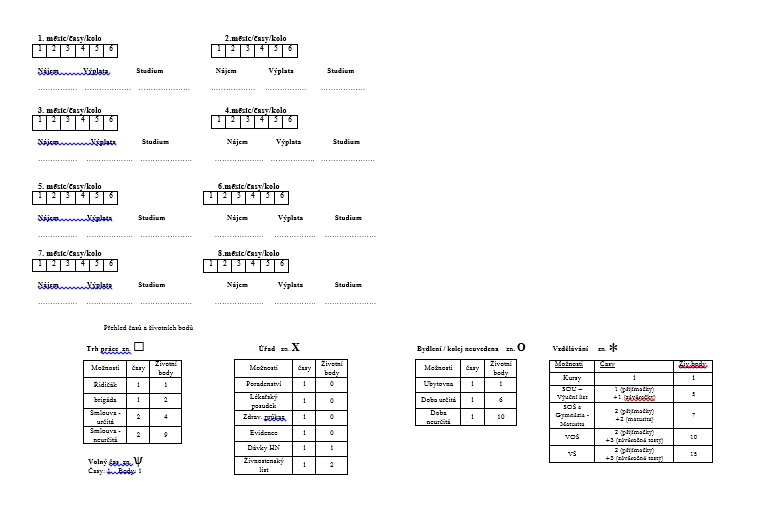 1. měsíc/časy/kolo
1 2 3 4 5 6
Nájem Výplata Studium
2.měsíc/časy/kolo
1 2 3 4 5 6
Nájem Výplata Studium
3. měsíc/časy/kolo
1 2 3 4 5 6
Nájem Výplata Studium
4.měsíc/časy/kolo
1 2 3 4 5 6
Nájem Výplata Studium
5. měsíc/časy/kolo
1 2 3 4 5 6
Nájem Výplata Studium
6.měsíc/časy/kolo
1 2 3 4 5 6
Nájem Výplata Studium
7. měsíc/časy/kolo
1 2 3 4 5 6
Nájem Výplata Studium
8.měsíc/časy/kolo
1 2 3 4 5 6
Nájem Výplata Studium
Přehled časů a životních bodů
Trh práce zn. □
Možnosti časy Životní
body
Řidičák 1 1
brigáda 1 2
Smlouva -
určitá 2 4
Smlouva -
neurčitá 2 9
Volný čas zn. Ψ
Časy: 1 Body: 1
Úřad zn. X
Možnosti časy Životní
body
Poradenství 1 0
Lékařský
posudek 1 0
Zdrav. průkaz 1 0
Evidence 1 0
Dávky HN 1 1
Živnostenský
list 1 2
Bydlení / kolej neuvedena zn. O
Možnosti časy Životní
body
Ubytovna 1 1
Doba určitá 1 6
Doba
neurčitá 1 10
Vzdělávání zn. ✻
Možnosti Časy Živ.body
Kurzy 1 1
SOU –
Výuční list 1 (přijímačky)
+1 (závěrečné) 5
SOŠ a
Gymnázia -
Maturita 2 (přijímačky)
+2 (maturita) 7
VOŠ 2 (přijímačky)
+3 (závěrečné testy) 10
VŠ 2 (přijímačky)
+3 (závěrečné testy) 15